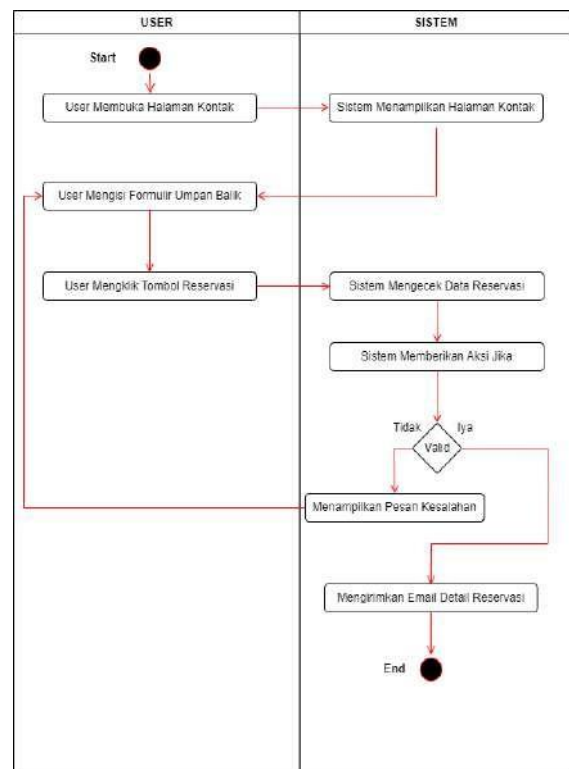 USER
SISTEM
Start
User Membuka Halaman Kontak
Sistem Menampilkan Halaman Kontak
User Mengisi Formulir Umpan Balik
User Mengklik Tombol Reservasi
Sistem Mengecek Data Reservasi
Sistem Memberikan Aksi Jika
Tidak
Iya
Valid
Menampilkan Pesan Kesalahan
Mengirimkan Email Detail Reservasi
End